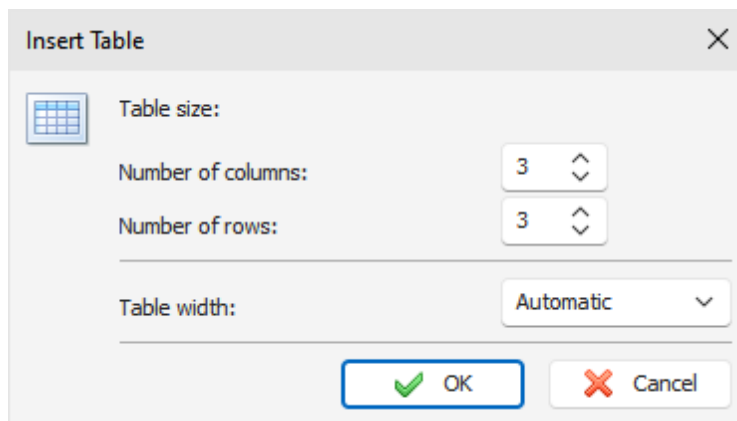 Insert Table
Table size:
Number of columns: 3
Number of rows: 3
Table width: Automatic
OK Cancel